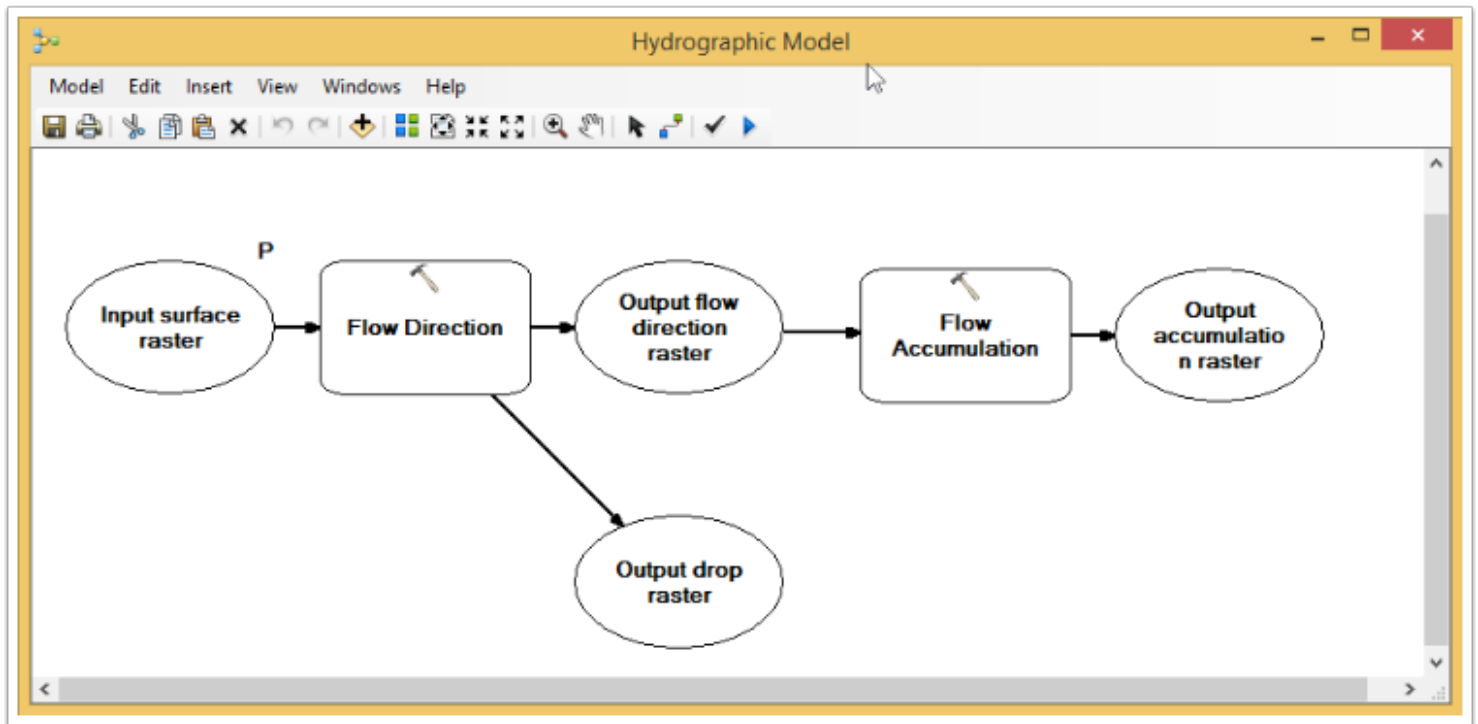 Hydrographic Model
Model Edit Insert View Windows Help
P
Input surface
raster
Flow Direction
Output flow
direction
raster
Flow
Accumulation
Output
accumulatio
n raster
Output drop
raster